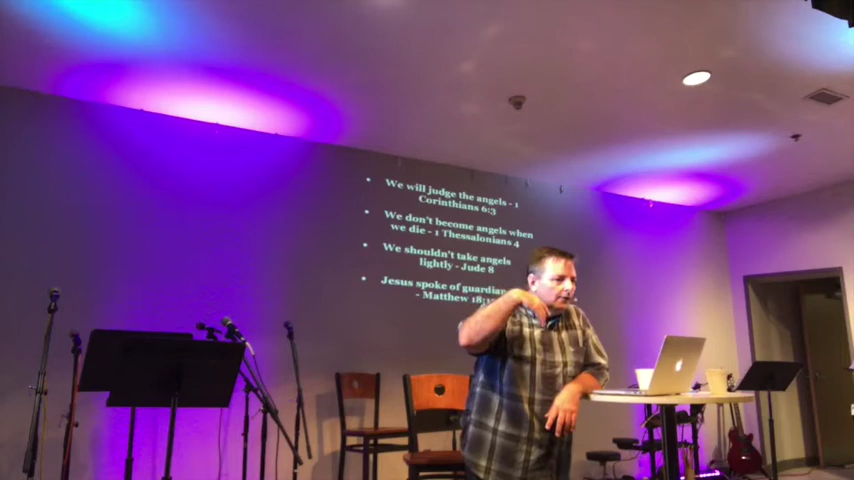 • We will judge the angels - 1
Corinthians 6:3
• We don't become angels when
we die - 1 Thessalonians 4
• We shouldn't take angels
lightly - Jude 8
• Jesus spoke of
- Matthew